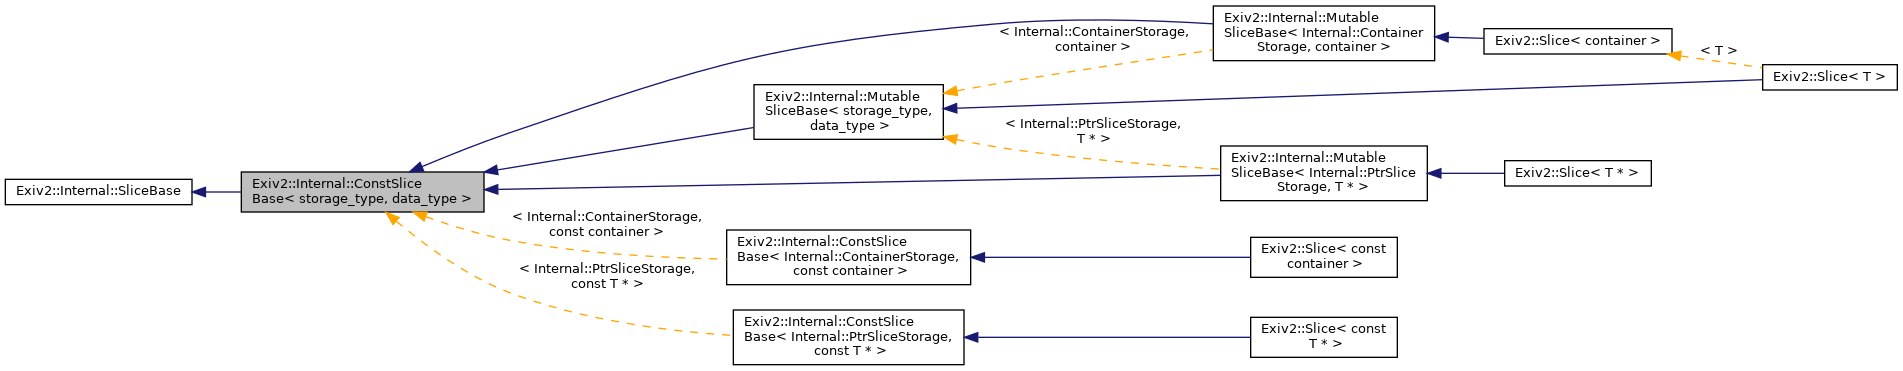 Exiv2::Internal::SliceBase
Exiv2::Internal::ConstSlice
Base< storage_type, data_type >
Exiv2::Internal::Mutable
SliceBase< storage_type,
data_type >
< Internal::ContainerStorage,
container >
Exiv2::Internal::Mutable
SliceBase< Internal::Container
Storage, container >
Exiv2::Slice< container >
< T >
Exiv2::Slice< T >
< Internal::PtrSliceStorage,
T * >
Exiv2::Internal::Mutable
SliceBase< Internal::PtrSlice
Storage, T * >
Exiv2::Slice< T * >
< Internal::ContainerStorage,
const container >
Exiv2::Internal::ConstSlice
Base< Internal::ContainerStorage,
const container >
Exiv2::Slice< const
container >
< Internal::PtrSliceStorage,
const T * >
Exiv2::Internal::ConstSlice
Base< Internal::PtrSliceStorage,
const T * >
Exiv2::Slice< const
T * >